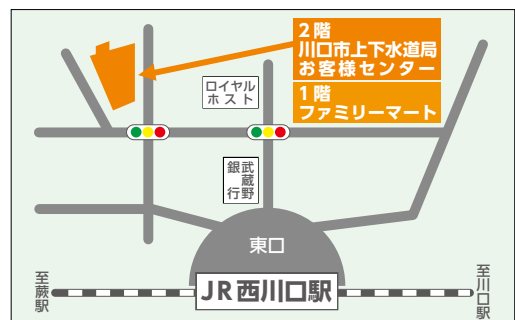 2階
川口市上下水道局
お客様センター
1階
ファミリーマート
ロイヤル
ホスト
武蔵野
銀行
東口
JR西川口駅
至蕨駅
至川口駅